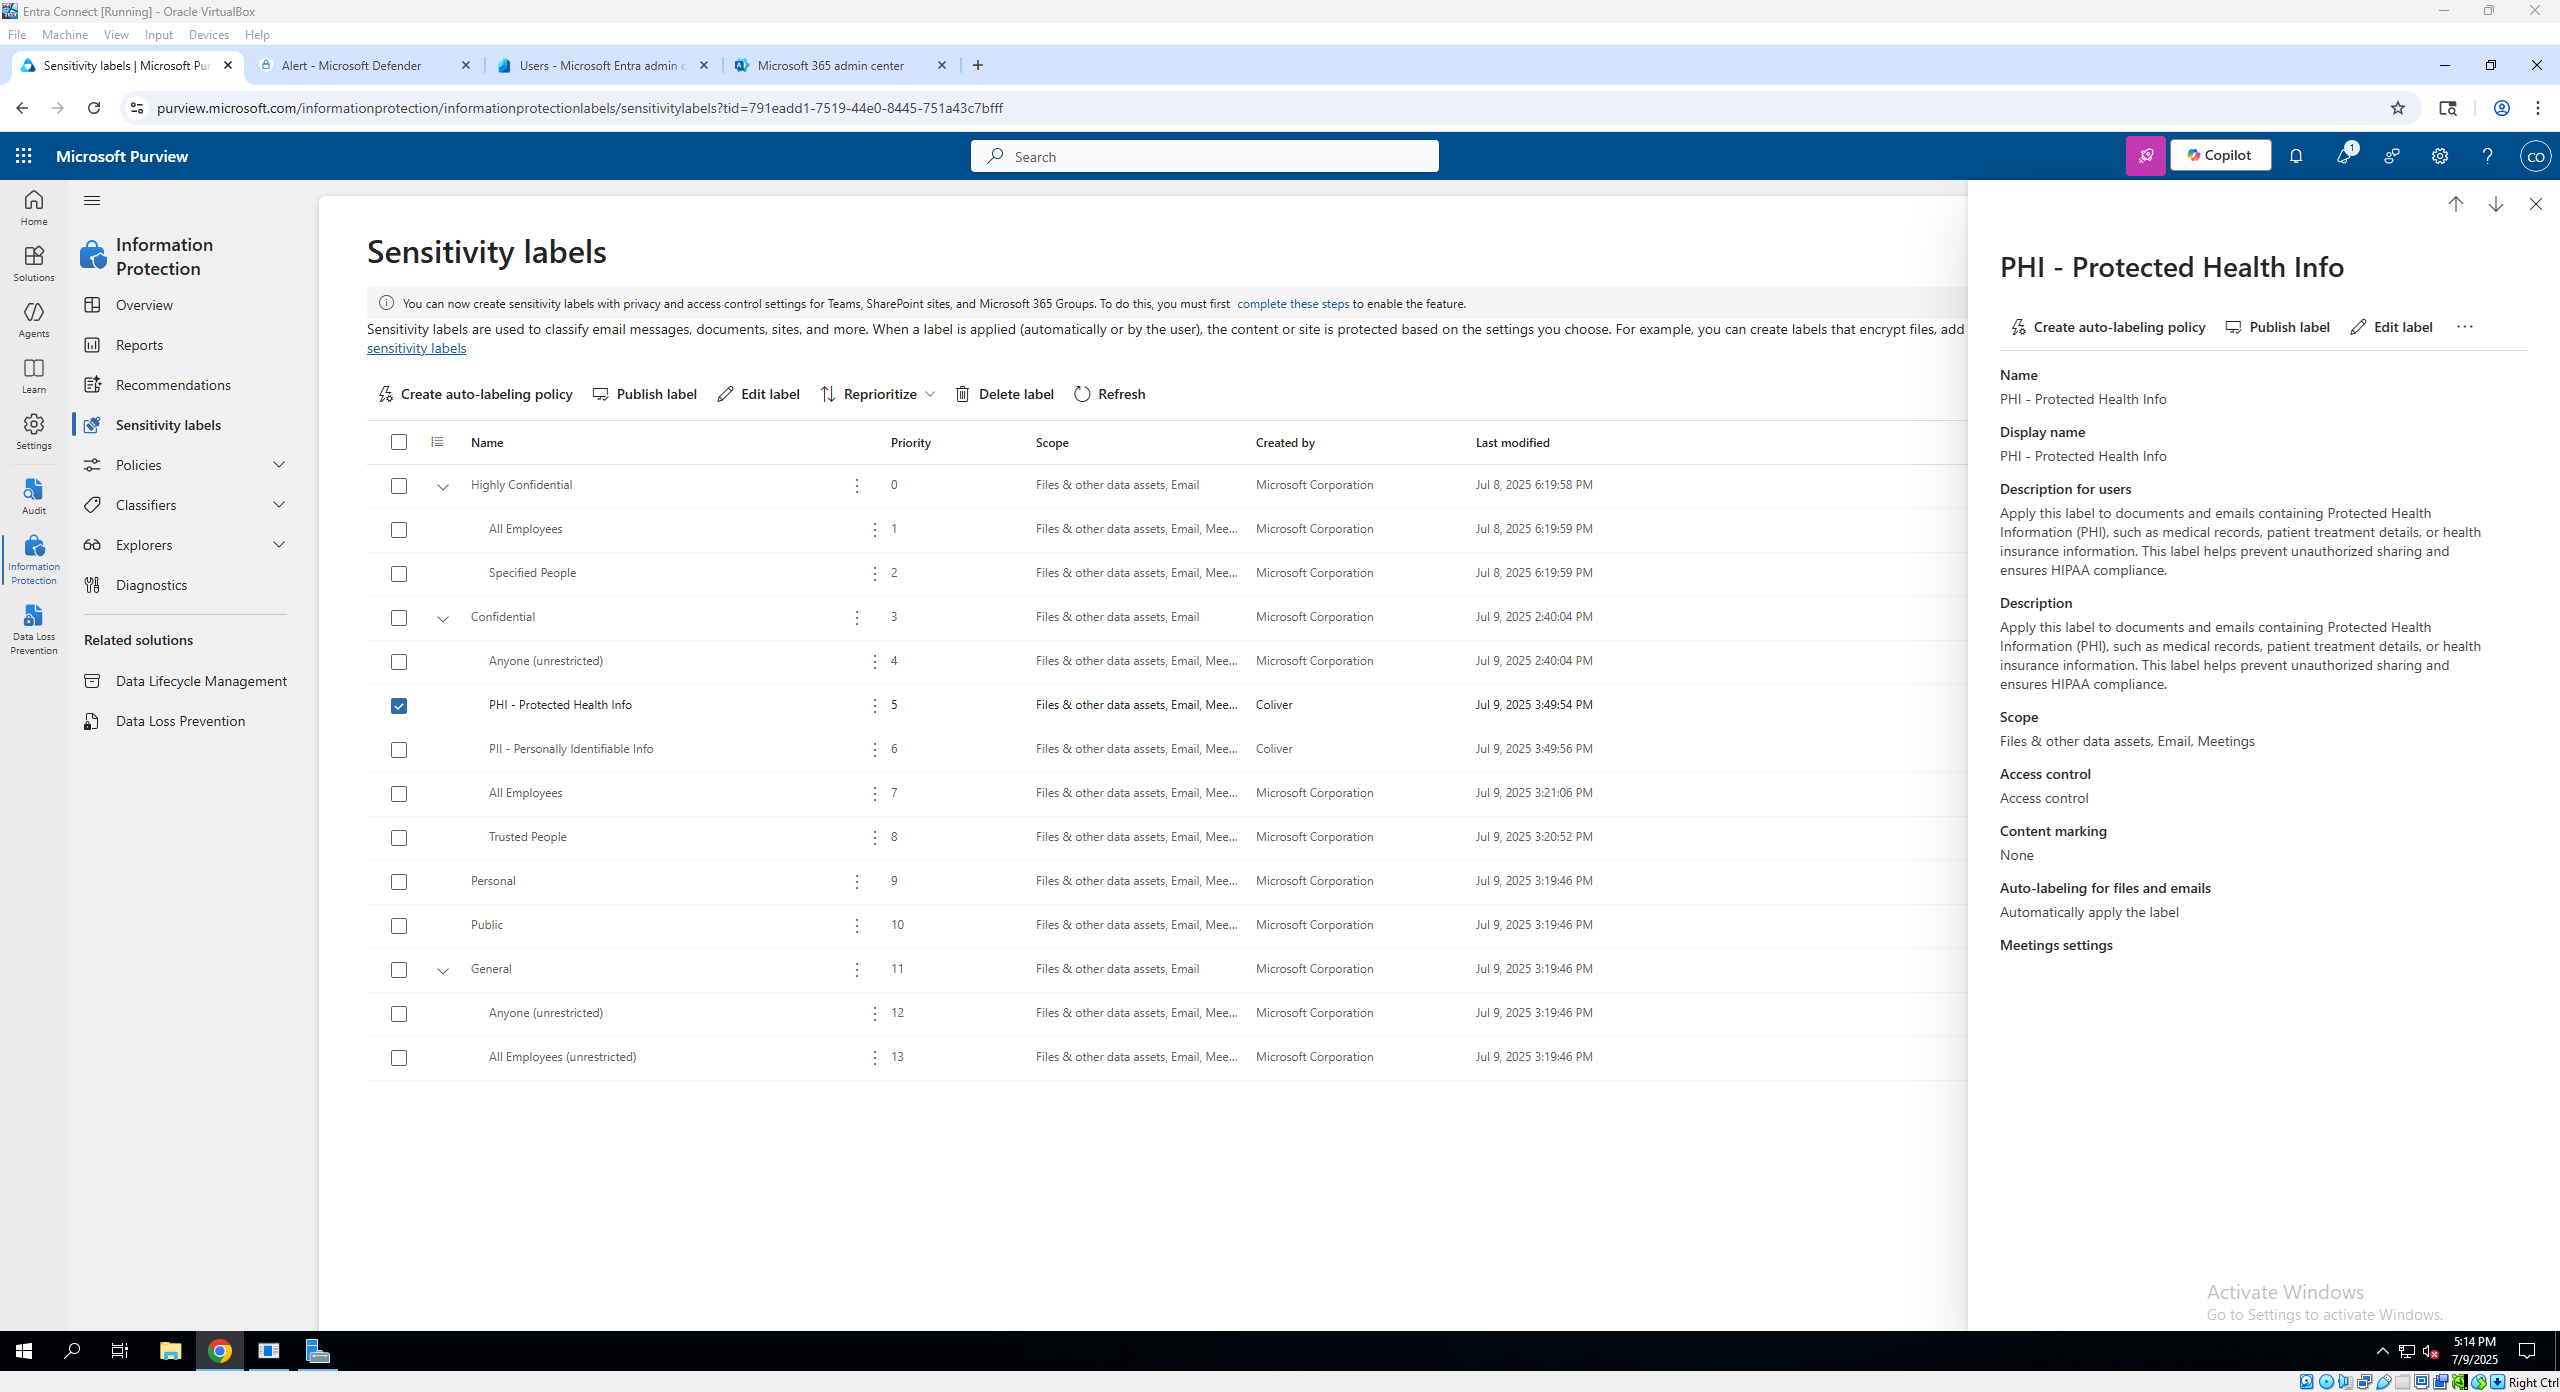 Entra Connect [Running] - Oracle VirtualBox
File Machine View Input Devices Help
Sensitivity labels | Microsoft Pur
Alert - Microsoft Defender
Users - Microsoft Entra admin c
Microsoft 365 admin center
purview.microsoft.com/informationprotection/informationprotectionlabels/sensitivitylabels?tid=791eadd1-7519-44e0-8445-751a43c7bfff
Microsoft Purview
Search
Copilot
1
CO
Home
Solutions
Agents
Learn
Settings
Audit
Information Protection
Data Loss Prevention
Information
Protection
Overview
Reports
Recommendations
Sensitivity labels
Policies
Classifiers
Explorers
Diagnostics
Related solutions
Data Lifecycle Management
Data Loss Prevention
Sensitivity labels
You can now create sensitivity labels with privacy and access control settings for Teams, SharePoint sites, and Microsoft 365 Groups. To do this, you must first complete these steps to enable the feature.
Sensitivity labels are used to classify email messages, documents, sites, and more. When a label is applied (automatically or by the user), the content or site is protected based on the settings you choose. For example, you can create labels that encrypt files, add
sensitivity labels
Create auto-labeling policy Publish label Edit label Reprioritize Delete label Refresh
Name Priority Scope Created by Last modified
Highly Confidential 0 Files & other data assets, Email Microsoft Corporation Jul 8, 2025 6:19:58 PM
All Employees 1 Files & other data assets, Email, Mee... Microsoft Corporation Jul 8, 2025 6:19:59 PM
Specified People 2 Files & other data assets, Email, Mee... Microsoft Corporation Jul 8, 2025 6:19:59 PM
Confidential 3 Files & other data assets, Email Microsoft Corporation Jul 9, 2025 2:40:04 PM
Anyone (unrestricted) 4 Files & other data assets, Email, Mee... Microsoft Corporation Jul 9, 2025 2:40:04 PM
PHI - Protected Health Info 5 Files & other data assets, Email, Mee... Coliver Jul 9, 2025 3:49:54 PM
PII - Personally Identifiable Info 6 Files & other data assets, Email, Mee... Coliver Jul 9, 2025 3:49:56 PM
All Employees 7 Files & other data assets, Email, Mee... Microsoft Corporation Jul 9, 2025 3:21:06 PM
Trusted People 8 Files & other data assets, Email, Mee... Microsoft Corporation Jul 9, 2025 3:20:52 PM
Personal 9 Files & other data assets, Email, Mee... Microsoft Corporation Jul 9, 2025 3:19:46 PM
Public 10 Files & other data assets, Email, Mee... Microsoft Corporation Jul 9, 2025 3:19:46 PM
General 11 Files & other data assets, Email Microsoft Corporation Jul 9, 2025 3:19:46 PM
Anyone (unrestricted) 12 Files & other data assets, Email, Mee... Microsoft Corporation Jul 9, 2025 3:19:46 PM
All Employees (unrestricted) 13 Files & other data assets, Email, Mee... Microsoft Corporation Jul 9, 2025 3:19:46 PM
PHI - Protected Health Info
Create auto-labeling policy Publish label Edit label
Name
PHI - Protected Health Info
Display name
PHI - Protected Health Info
Description for users
Apply this label to documents and emails containing Protected Health
Information (PHI), such as medical records, patient treatment details, or health
insurance information. This label helps prevent unauthorized sharing and
ensures HIPAA compliance.
Description
Apply this label to documents and emails containing Protected Health
Information (PHI), such as medical records, patient treatment details, or health
insurance information. This label helps prevent unauthorized sharing and
ensures HIPAA compliance.
Scope
Files & other data assets, Email, Meetings
Access control
Access control
Content marking
None
Auto-labeling for files and emails
Automatically apply the label
Meetings settings
Activate Windows
Go to Settings to activate Windows.
5:14 PM
7/9/2025
Right Ctrl